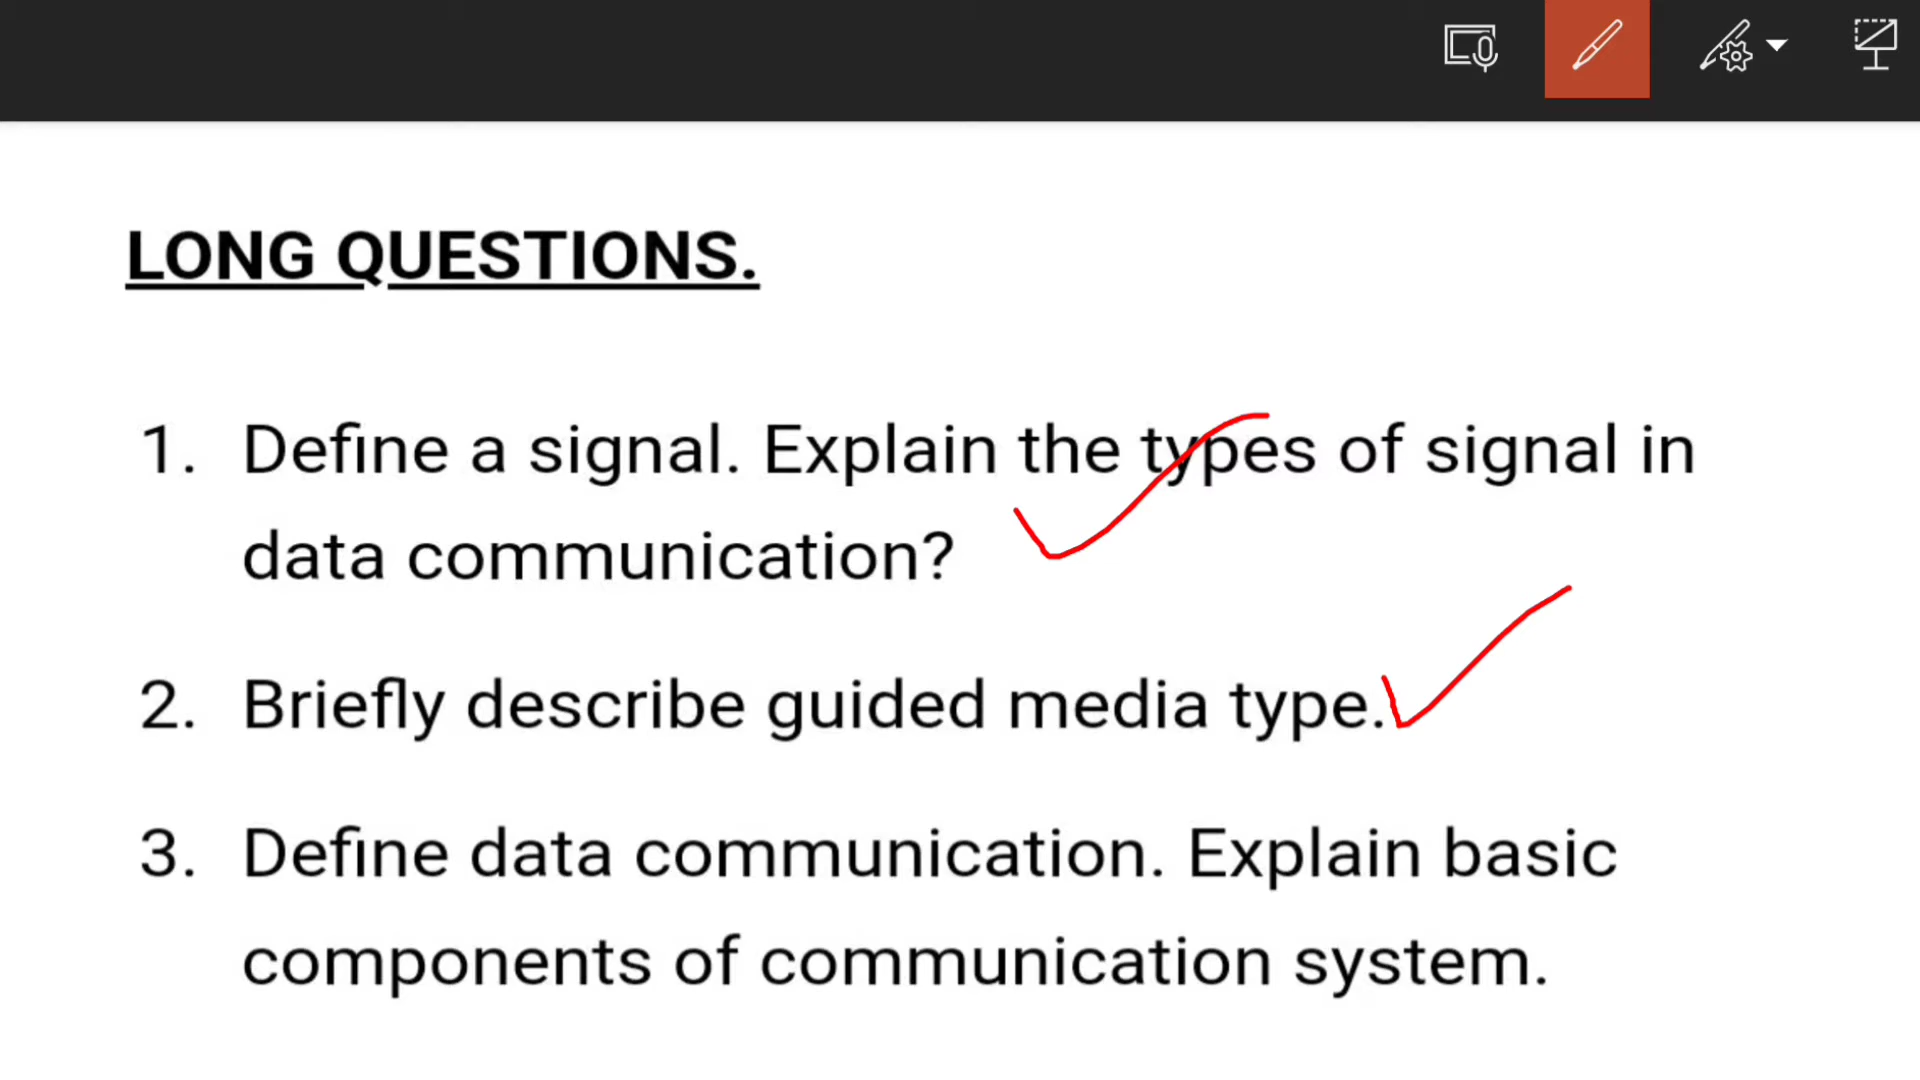 LONG QUESTIONS.
1. Define a signal. Explain the types of signal in
data communication?
2. Briefly describe guided media type.
3. Define data communication. Explain basic
components of communication system.